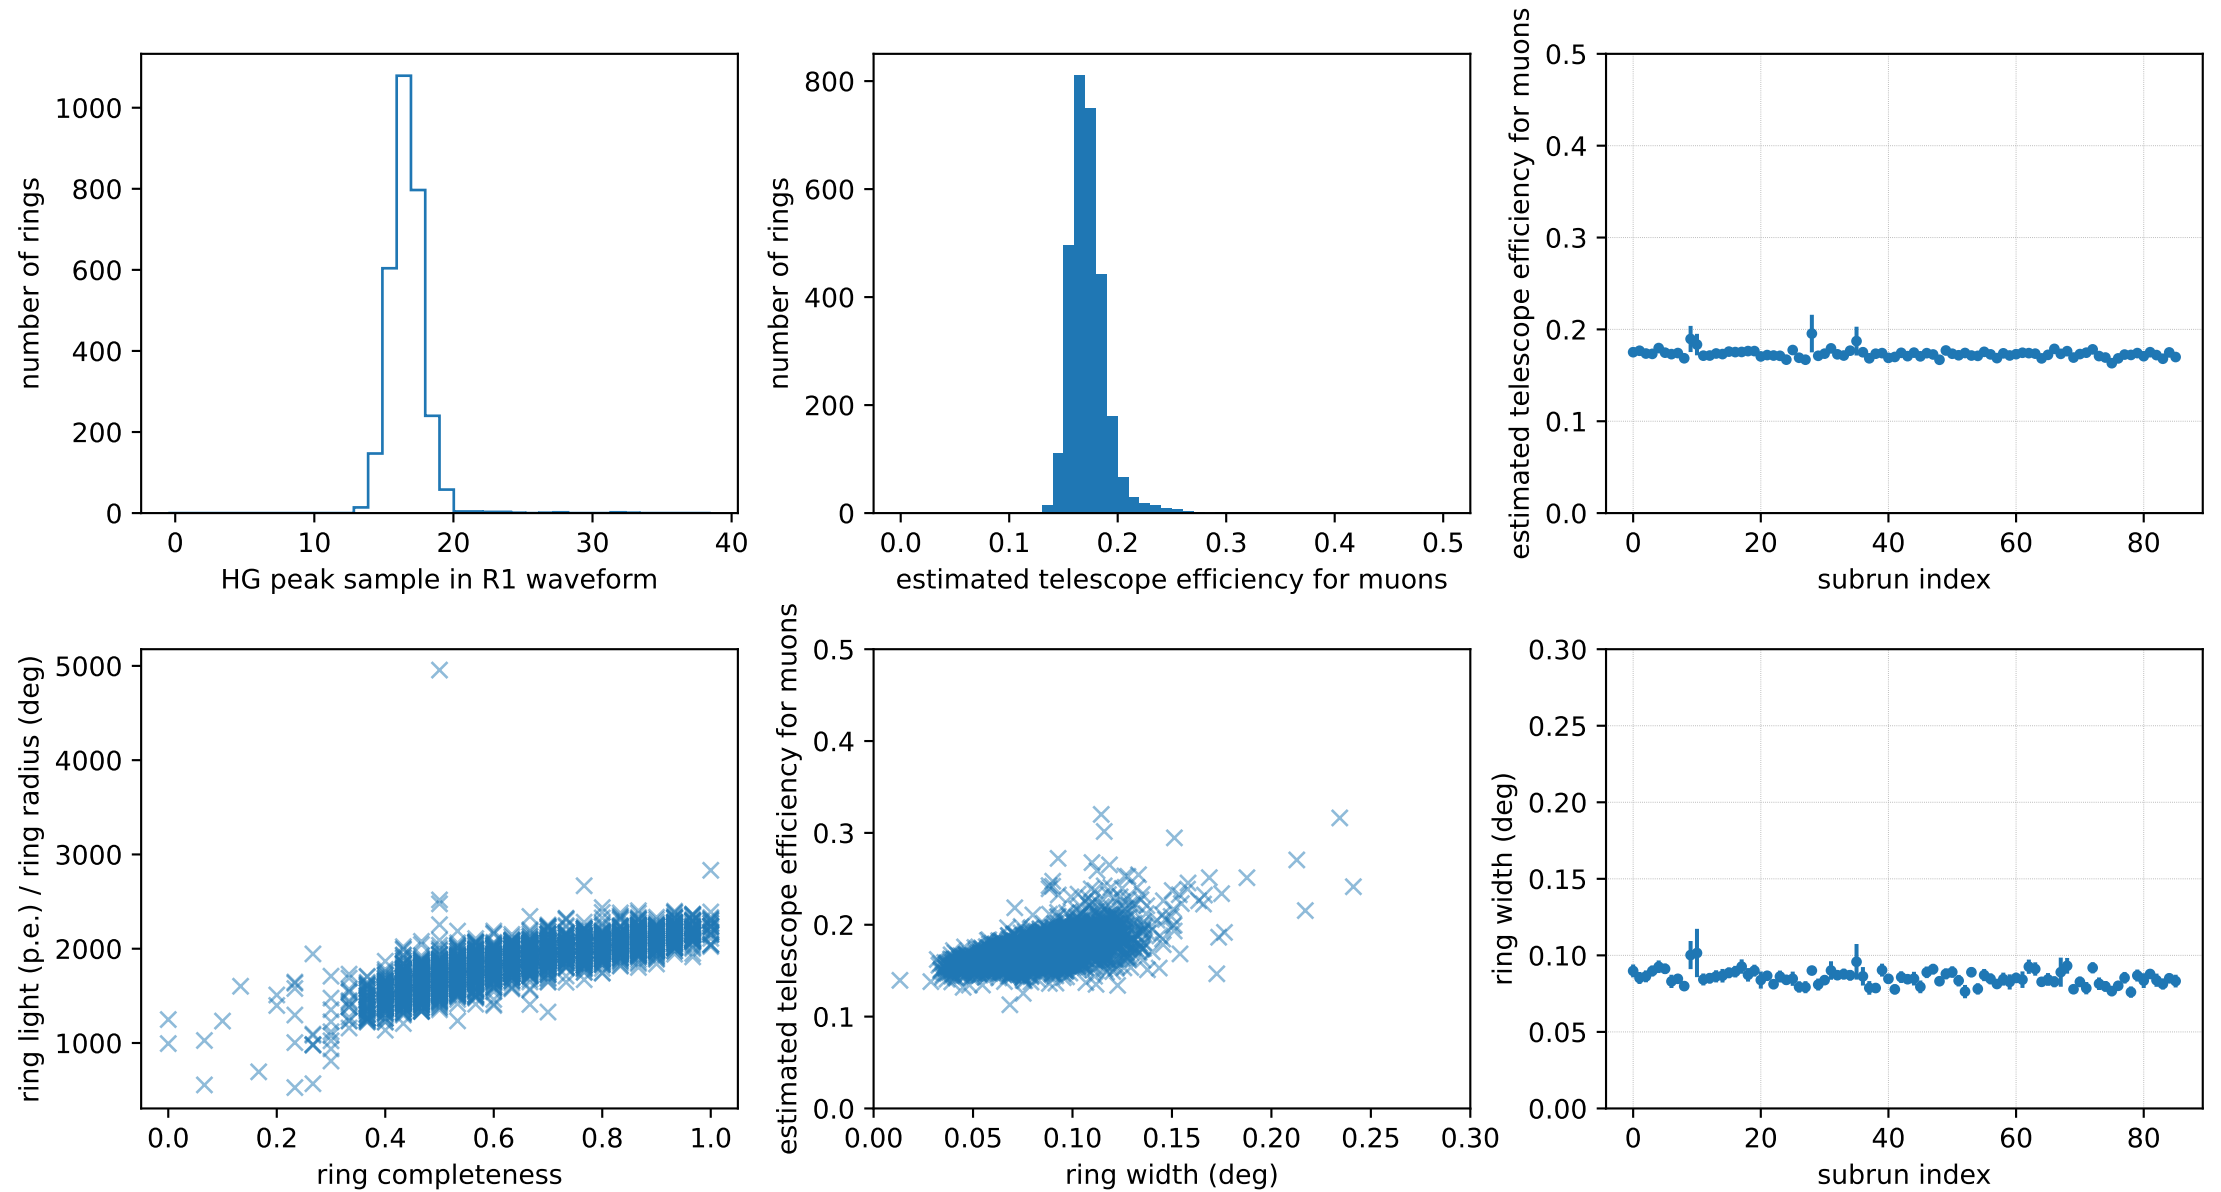 1000
800
600
400
200
0
number of rings
0 10 20 30 40
HG peak sample in R1 waveform
800
600
400
200
0
number of rings
0.0 0.1 0.2 0.3 0.4 0.5
estimated telescope efficiency for muons
0.5
0.4
0.3
0.2
0.1
0.0
estimated telescope efficiency for muons
0 20 40 60 80
subrun index
5000
4000
3000
2000
1000
ring light (p.e.) / ring radius (deg)
0.0 0.2 0.4 0.6 0.8 1.0
ring completeness
0.5
0.4
0.3
0.2
0.1
0.0
estimated telescope efficiency for muons
0.00 0.05 0.10 0.15 0.20 0.25 0.30
ring width (deg)
0.30
0.25
0.20
0.15
0.10
0.05
0.00
ring width (deg)
0 20 40 60 80
subrun index